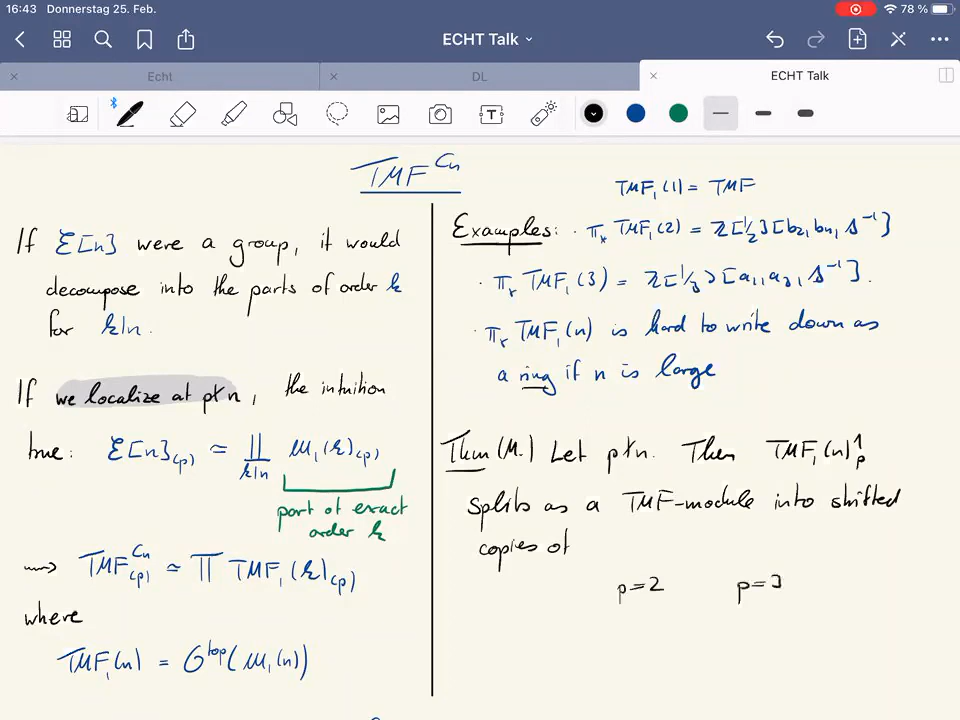 16:43 Donnerstag 25. Feb.
78 %
ECHT Talk
Echt
DL
ECHT Talk
TMF^{Cn}
If ℰ[n] were a group, it would
decompose into the parts of order k
for k|n.
If we localize at p∤n, the intuition
true: ℰ[n]_{(p)} ≃ ∐_{k|n} M_1(k)_{(p)}
part of exact
order k
⟿ TMF^{Cn}_{(p)} ≃ ∏ TMF_1(k)_{(p)}
where
TMF_1(n) = O^{top}(M_1(n))
TMF_1(1) = TMF
Examples: · π_* TMF_1(2) = Z[1/2][b_2, b_4, Δ^{-1}]
· π_* TMF_1(3) = Z[1/3][a_1, a_3, Δ^{-1}].
· π_* TMF_1(n) is hard to write down as
a ring if n is large
Thm (M.) Let p∤n. Then TMF_1(n)^∧_p
splits as a TMF-module into shifted
copies of
p=2 p=3